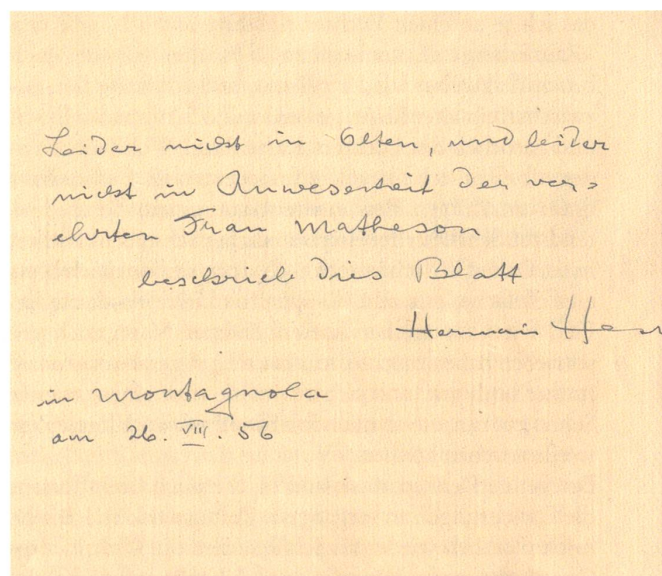 Leider nicht in Olten, und leider
nicht in Anwesenheit der ver=
ehrten Frau Matheson
beschrieb dies Blatt
Hermann
in Montagnola
am 26. VIII. 56